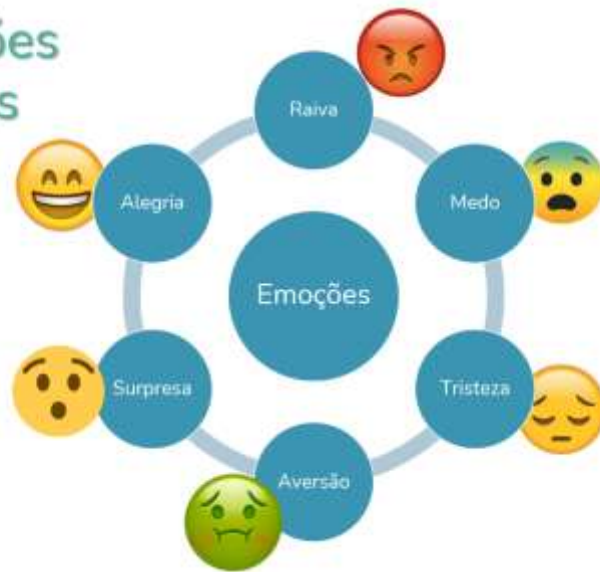 ões
s
Raiva
Alegria
Medo
Emoções
Surpresa
Tristeza
Aversão